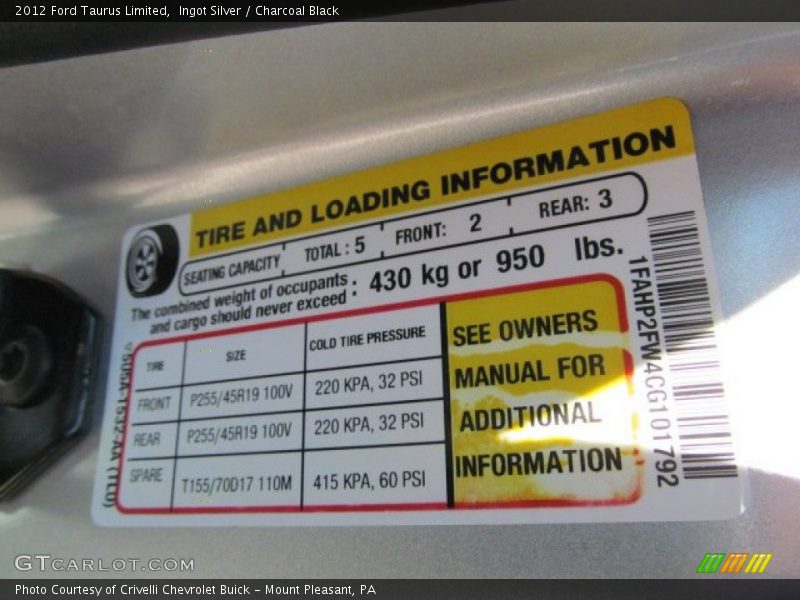 2012 Ford Taurus Limited, Ingot Silver / Charcoal Black
TIRE AND LOADING INFORMATION
SEATING CAPACITY TOTAL : 5 FRONT: 2 REAR: 3
The combined weight of occupants
and cargo should never exceed : 430 kg or 950 lbs.
TIRE SIZE COLD TIRE PRESSURE
FRONT P255/45R19 100V 220 KPA, 32 PSI
REAR P255/45R19 100V 220 KPA, 32 PSI
SPARE T155/70D17 110M 415 KPA, 60 PSI
SEE OWNERS
MANUAL FOR
ADDITIONAL
INFORMATION
1FAHP2FW4CG101792
GTCARLOT.COM
Photo Courtesy of Crivelli Chevrolet Buick - Mount Pleasant, PA